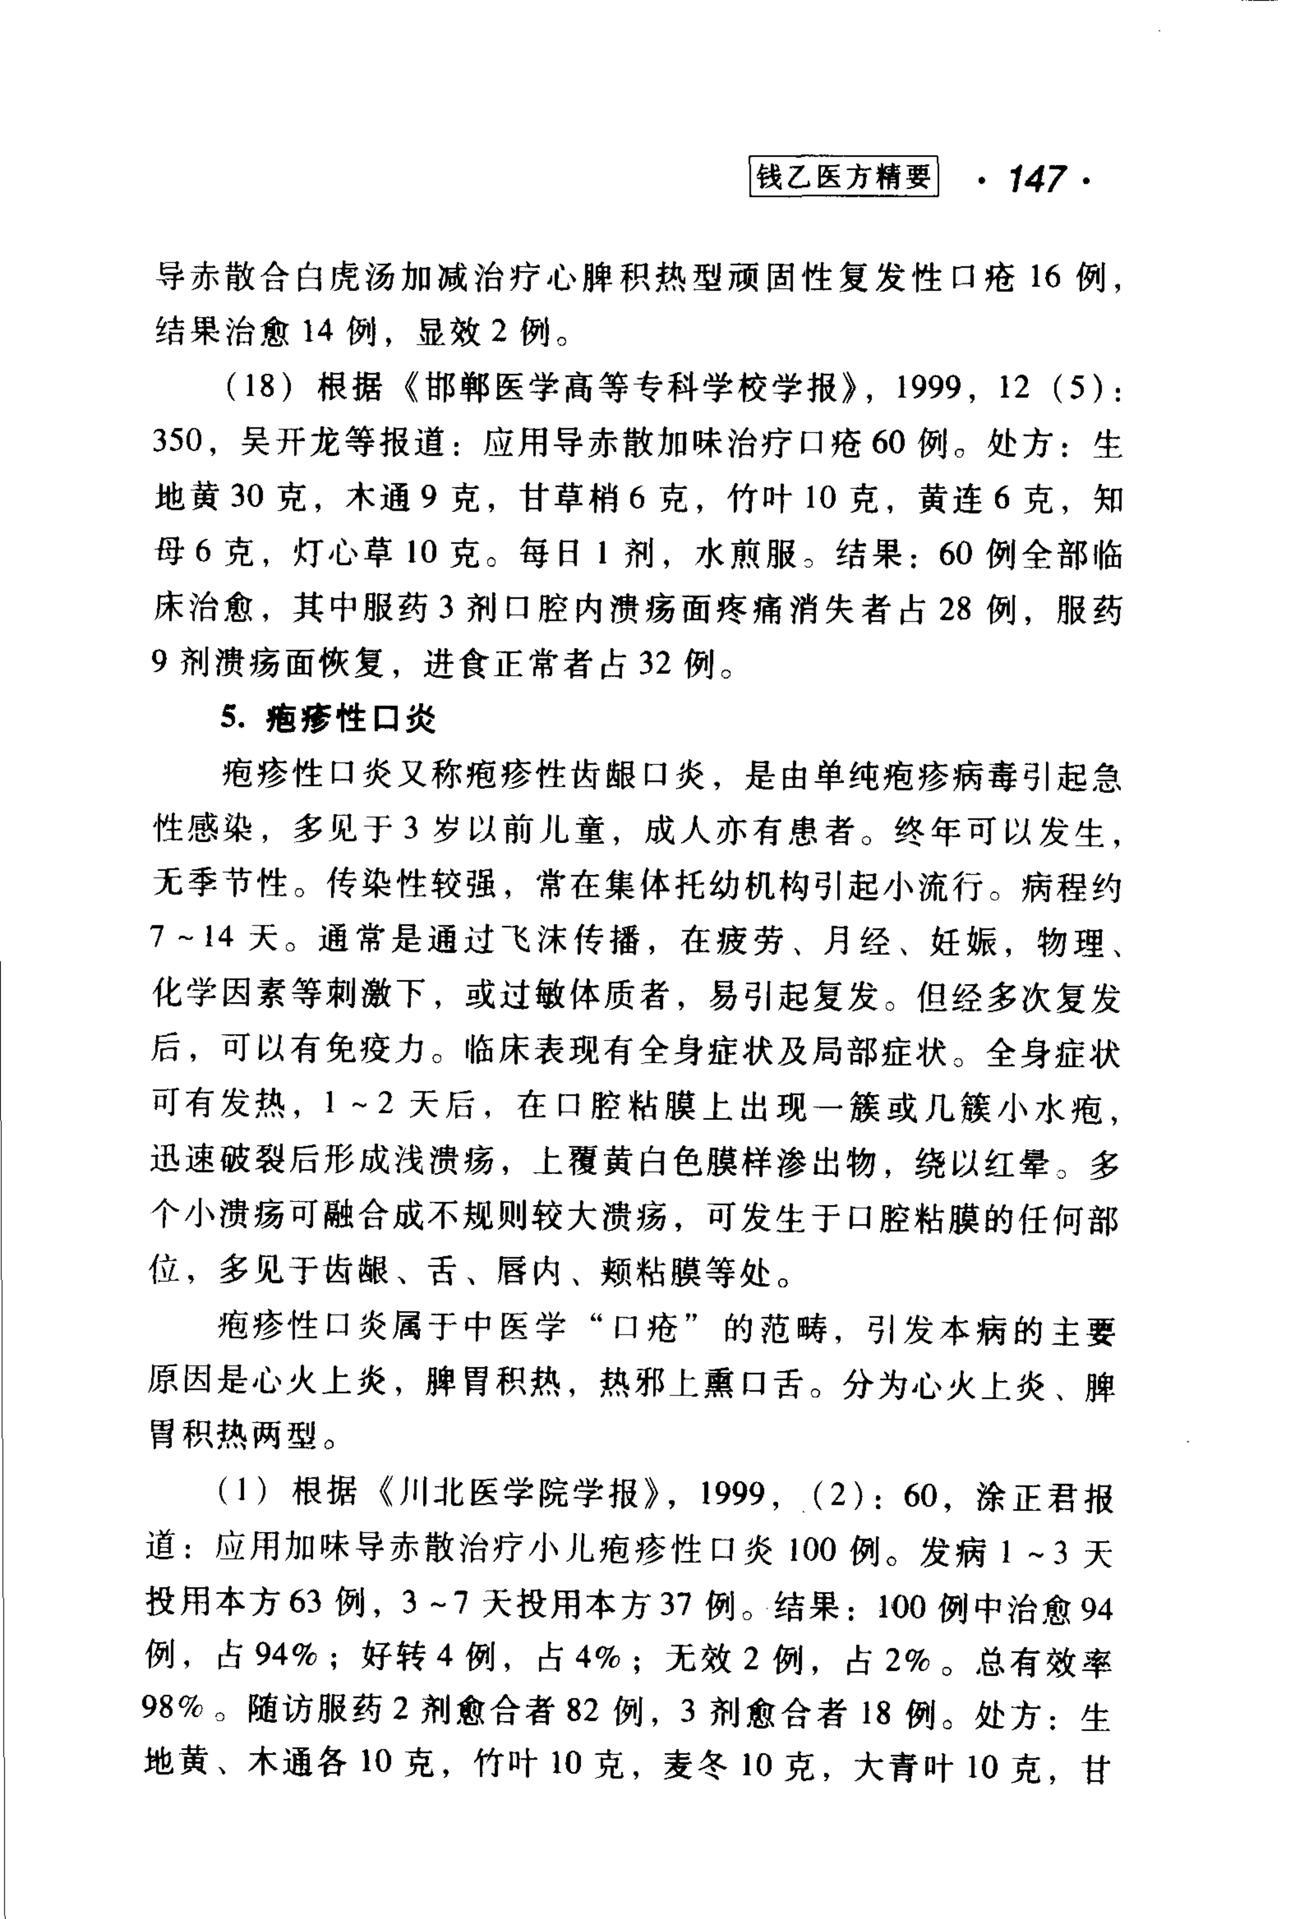 钱乙医方精要 · 147 ·
导赤散合白虎汤加减治疗心脾积热型顽固性复发性口疮 16 例，
结果治愈 14 例，显效 2 例。
(18) 根据《邯郸医学高等专科学校学报》，1999，12 (5)：
350，吴开龙等报道：应用导赤散加味治疗口疮 60 例。处方：生
地黄 30 克，木通 9 克，甘草梢 6 克，竹叶 10 克，黄连 6 克，知
母 6 克，灯心草 10 克。每日 1 剂，水煎服。结果：60 例全部临
床治愈，其中服药 3 剂口腔内溃疡面疼痛消失者占 28 例，服药
9 剂溃疡面恢复，进食正常者占 32 例。
5. 疱疹性口炎
疱疹性口炎又称疱疹性齿龈口炎，是由单纯疱疹病毒引起急
性感染，多见于 3 岁以前儿童，成人亦有患者。终年可以发生，
无季节性。传染性较强，常在集体托幼机构引起小流行。病程约
7～14 天。通常是通过飞沫传播，在疲劳、月经、妊娠，物理、
化学因素等刺激下，或过敏体质者，易引起复发。但经多次复发
后，可以有免疫力。临床表现有全身症状及局部症状。全身症状
可有发热，1～2 天后，在口腔粘膜上出现一簇或几簇小水疱，
迅速破裂后形成浅溃疡，上覆黄白色膜样渗出物，绕以红晕。多
个小溃疡可融合成不规则较大溃疡，可发生于口腔粘膜的任何部
位，多见于齿龈、舌、唇内、颊粘膜等处。
疱疹性口炎属于中医学“口疮”的范畴，引发本病的主要
原因是心火上炎，脾胃积热，热邪上熏口舌。分为心火上炎、脾
胃积热两型。
(1) 根据《川北医学院学报》，1999，(2)：60，涂正君报
道：应用加味导赤散治疗小儿疱疹性口炎 100 例。发病 1～3 天
投用本方 63 例，3～7 天投用本方 37 例。结果：100 例中治愈 94
例，占 94%；好转 4 例，占 4%；无效 2 例，占 2%。总有效率
98%。随访服药 2 剂愈合者 82 例，3 剂愈合者 18 例。处方：生
地黄、木通各 10 克，竹叶 10 克，麦冬 10 克，大青叶 10 克，甘